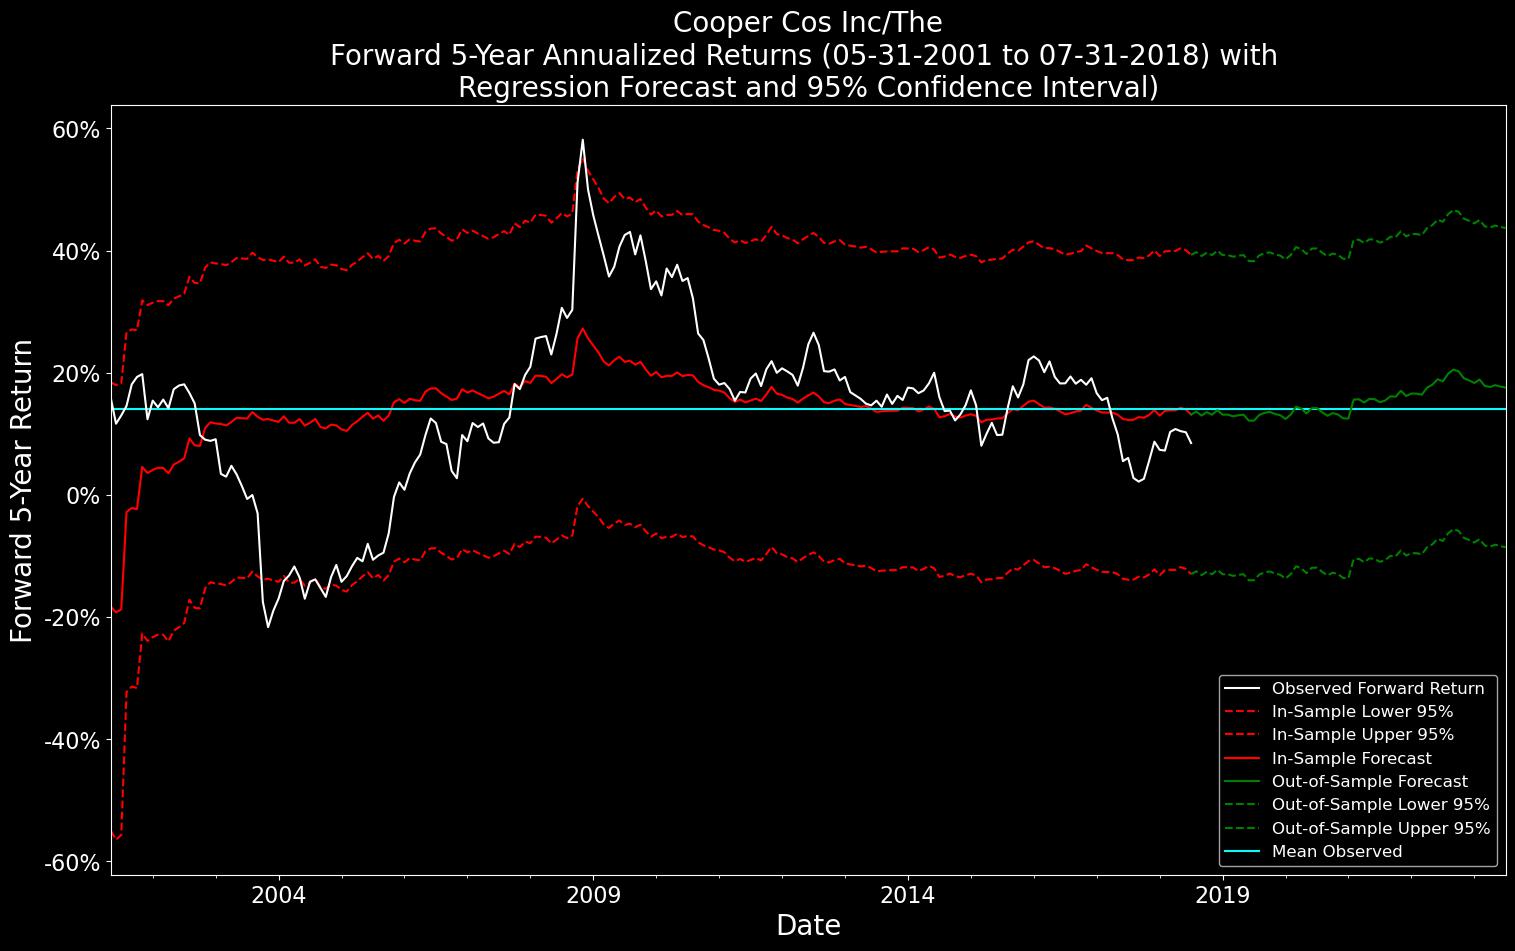 Cooper Cos Inc/The
Forward 5-Year Annualized Returns (05-31-2001 to 07-31-2018) with
Regression Forecast and 95% Confidence Interval)
Forward 5-Year Return
60%
40%
20%
0%
-20%
-40%
-60%
Observed Forward Return
In-Sample Lower 95%
In-Sample Upper 95%
In-Sample Forecast
Out-of-Sample Forecast
Out-of-Sample Lower 95%
Out-of-Sample Upper 95%
Mean Observed
2004
2009
2014
2019
Date